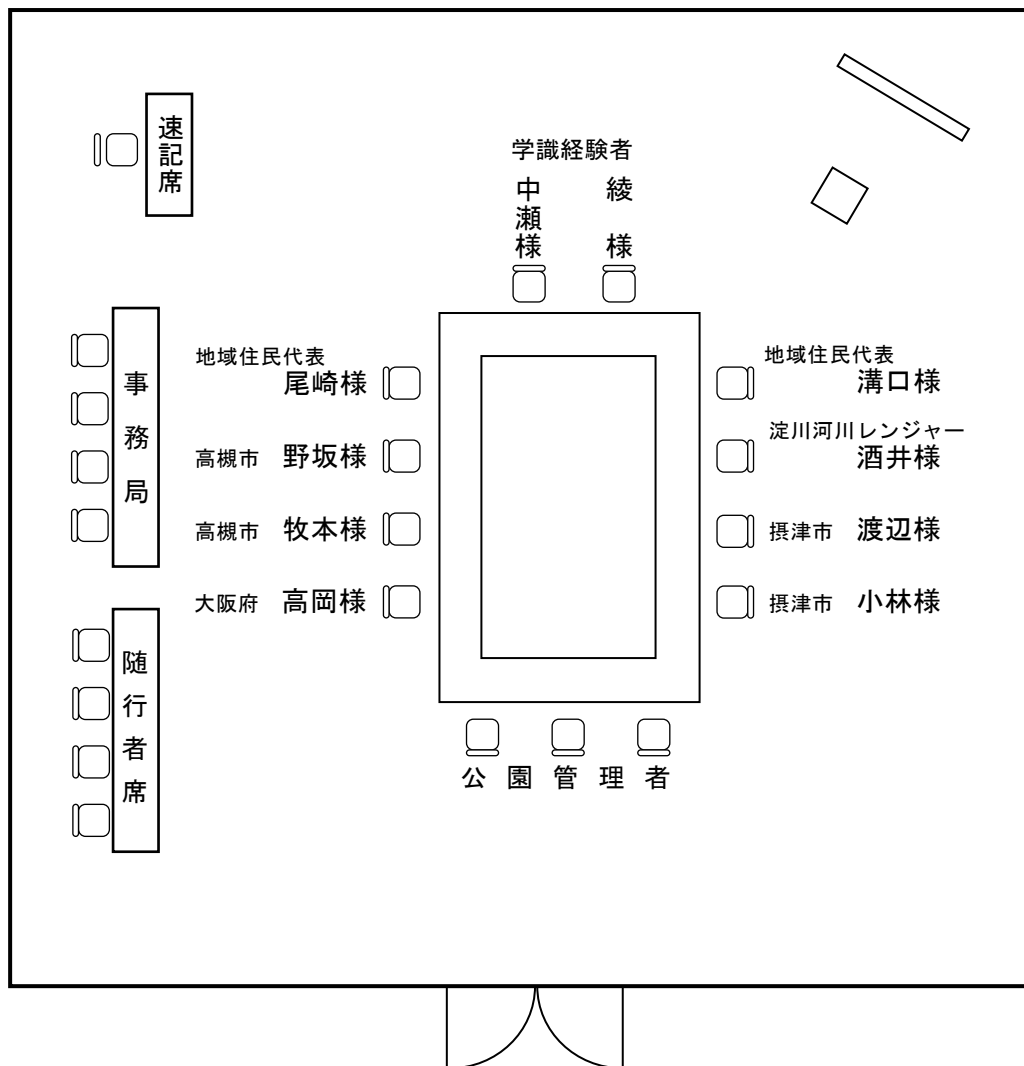 速記席
学識経験者
中瀬様
綾 様
事務局
地域住民代表
尾崎様
高槻市 野坂様
高槻市 牧本様
大阪府 高岡様
地域住民代表
溝口様
淀川河川レンジャー
酒井様
摂津市 渡辺様
摂津市 小林様
随行者席
公園管理者